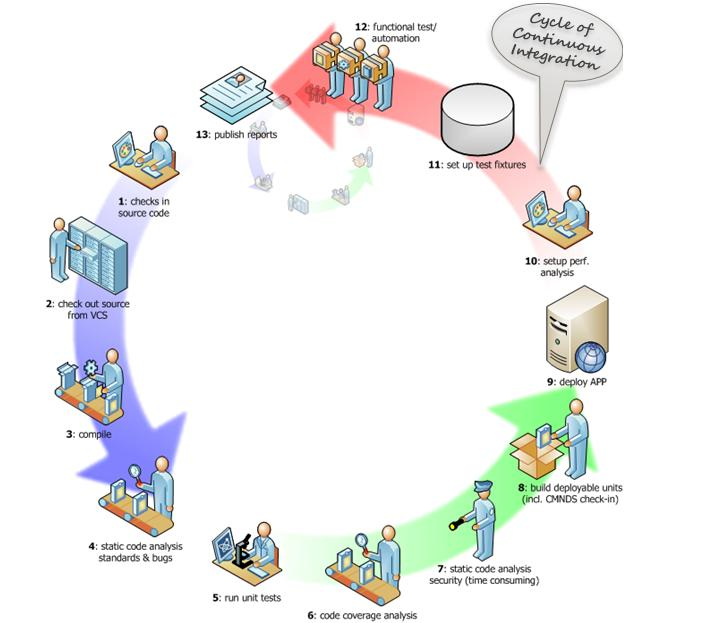 Cycle of
Continuous
Integration
1: checks in
source code
2: check out source
from VCS
3: compile
4: static code analysis
standards & bugs
5: run unit tests
6: code coverage analysis
7: static code analysis
security (time consuming)
8: build deployable units
(incl. CMNDS check-in)
9: deploy APP
10: setup perf.
analysis
11: set up test fixtures
12: functional test/
automation
13: publish reports